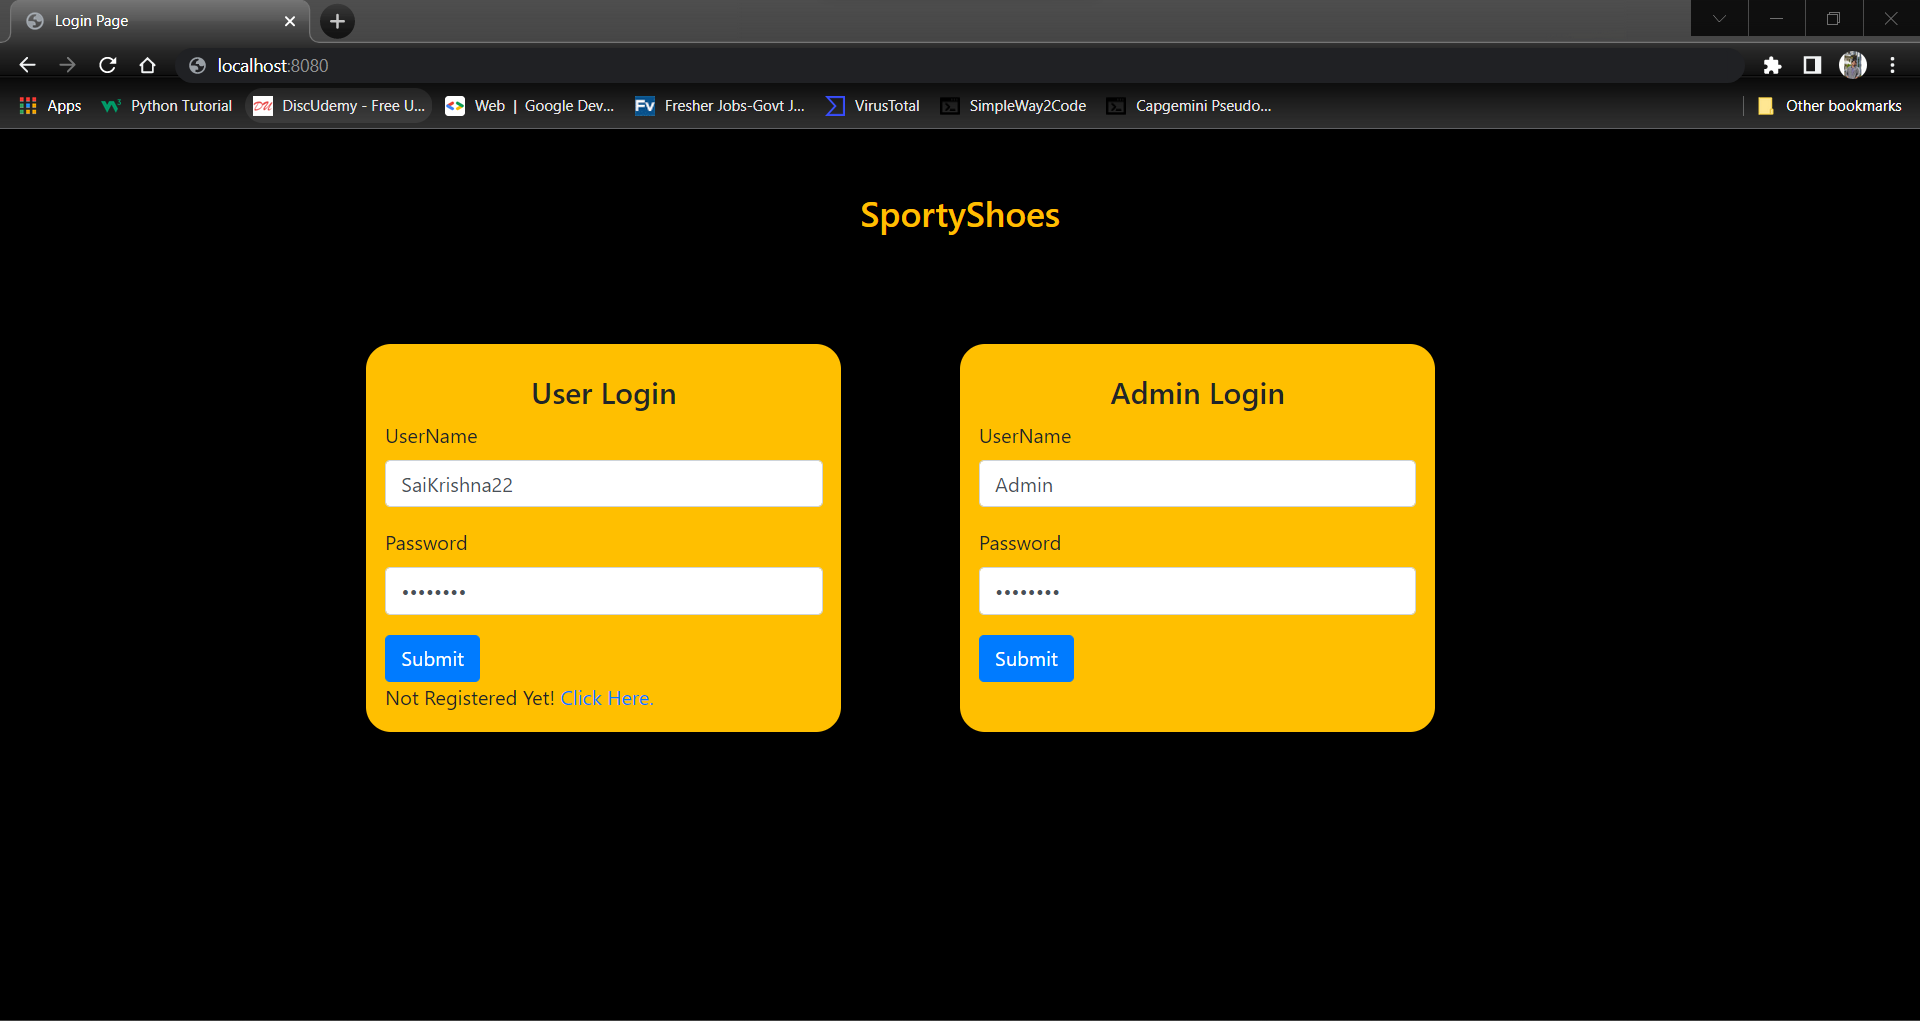 Login Page
localhost:8080
Apps
Python Tutorial
DU
DiscUdemy - Free U...
Web | Google Dev...
Fv
Fresher Jobs-Govt J...
VirusTotal
SimpleWay2Code
Capgemini Pseudo...
Other bookmarks
SportyShoes
User Login
UserName
SaiKrishna22
Password
••••••••
Submit
Not Registered Yet! Click Here.
Admin Login
UserName
Admin
Password
••••••••
Submit